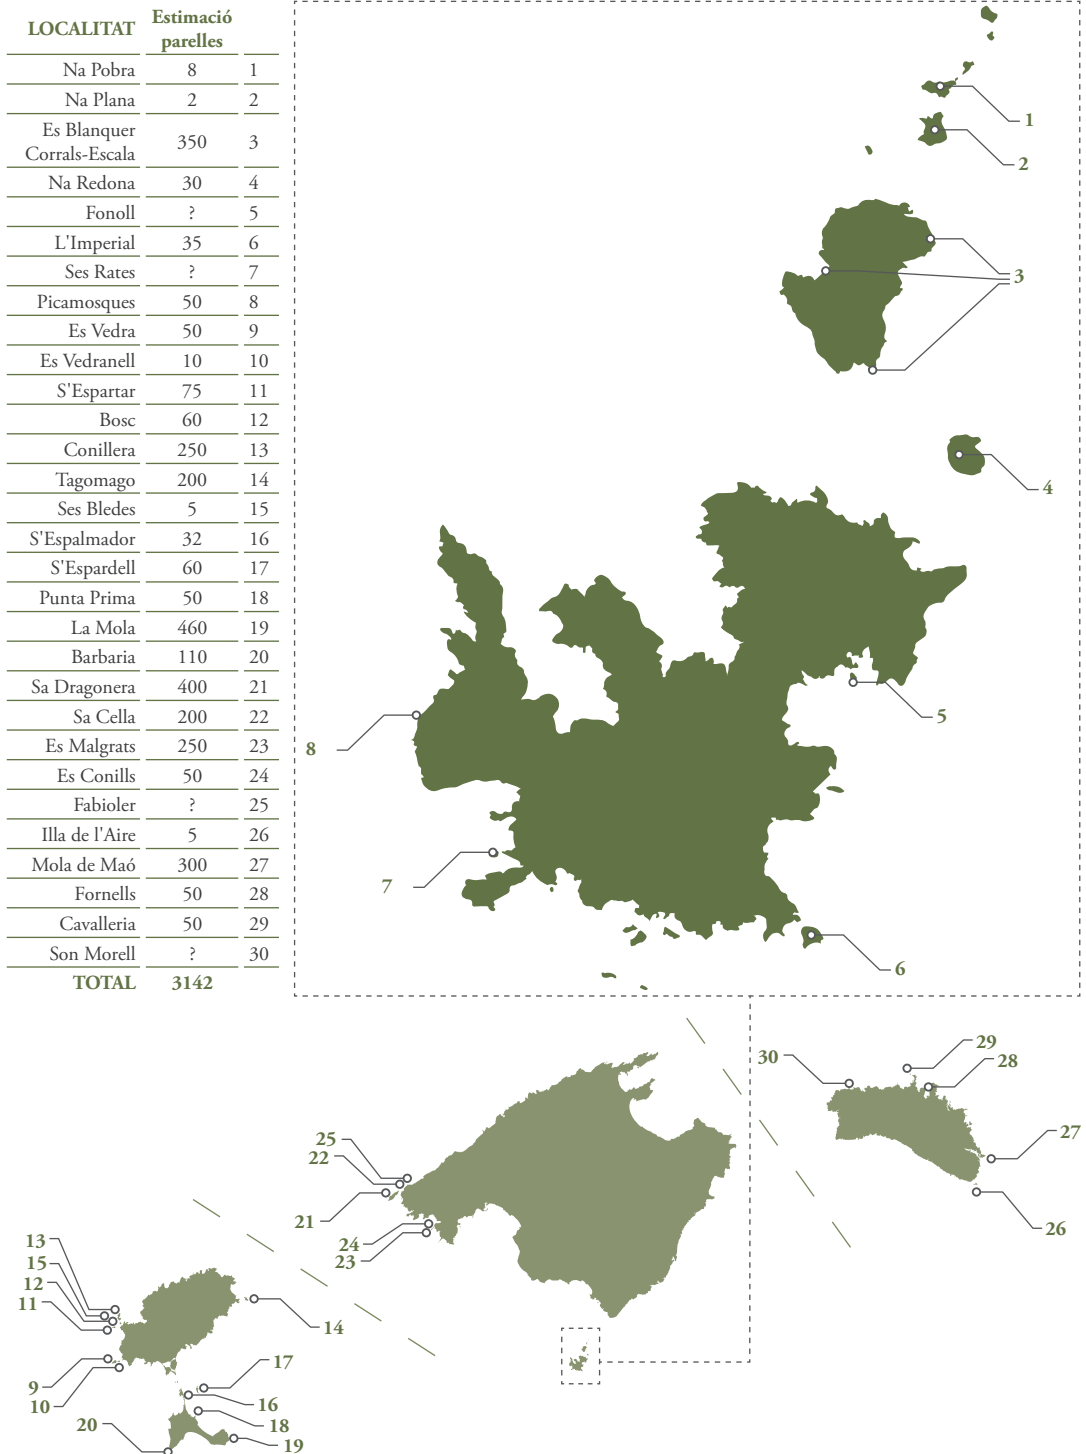 LOCALITAT Estimació parelles
Na Pobra 8 1
Na Plana 2 2
Es Blanquer
Corrals-Escala 350 3
Na Redona 30 4
Fonoll ? 5
L'Imperial 35 6
Ses Rates ? 7
Picamosques 50 8
Es Vedra 50 9
Es Vedranell 10 10
S'Espartar 75 11
Bosc 60 12
Conillera 250 13
Tagomago 200 14
Ses Bledes 5 15
S'Espalmador 32 16
S'Espardell 60 17
Punta Prima 50 18
La Mola 460 19
Barbaria 110 20
Sa Dragonera 400 21
Sa Cella 200 22
Es Malgrats 250 23
Es Conills 50 24
Fabioler ? 25
Illa de l'Aire 5 26
Mola de Maó 300 27
Fornells 50 28
Cavalleria 50 29
Son Morell ? 30
TOTAL 3142
1
2
3
4
5
8
7
6
29
30
28
27
26
25
22
21
24
23
13
15
12
11
14
17
9
10
16
20
18
19